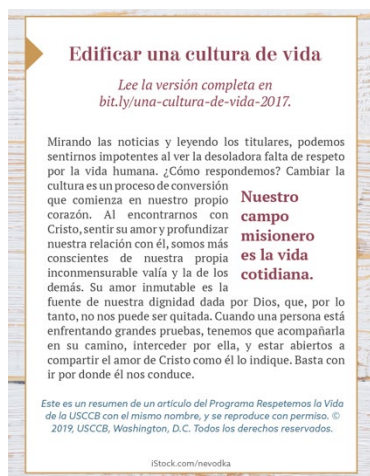 Edificar una cultura de vida
Lee la versión completa en
bit.ly/una-cultura-de-vida-2017.
Mirando las noticias y leyendo los titulares, podemos
sentirnos impotentes al ver la desoladora falta de respeto
por la vida humana. ¿Cómo respondemos? Cambiar la
cultura es un proceso de conversión
que comienza en nuestro propio
corazón. Al encontrarnos con
Cristo, sentir su amor y profundizar
nuestra relación con él, somos más
conscientes de nuestra propia
inconmensurable valía y la de los
demás. Su amor inmutable es la
Nuestro
campo
misionero
es la vida
cotidiana.
fuente de nuestra dignidad dada por Dios, que, por lo
tanto, no nos puede ser quitada. Cuando una persona está
enfrentando grandes pruebas, tenemos que acompañarla
en su camino, interceder por ella, y estar abiertos a
compartir el amor de Cristo como él lo indique. Basta con
ir por donde él nos conduce.
Este es un resumen de un artículo del Programa Respetemos la Vida
de la USCCB con el mismo nombre, y se reproduce con permiso. ©
2019, USCCB, Washington, D.C. Todos los derechos reservados.
iStock.com/nevodka